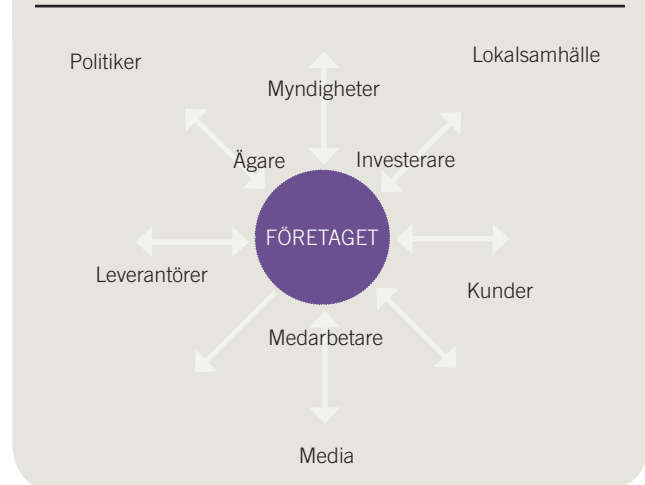 Politiker
Lokalsamhälle
Myndigheter
Ägare
Investerare
FÖRETAGET
Leverantörer
Kunder
Medarbetare
Media